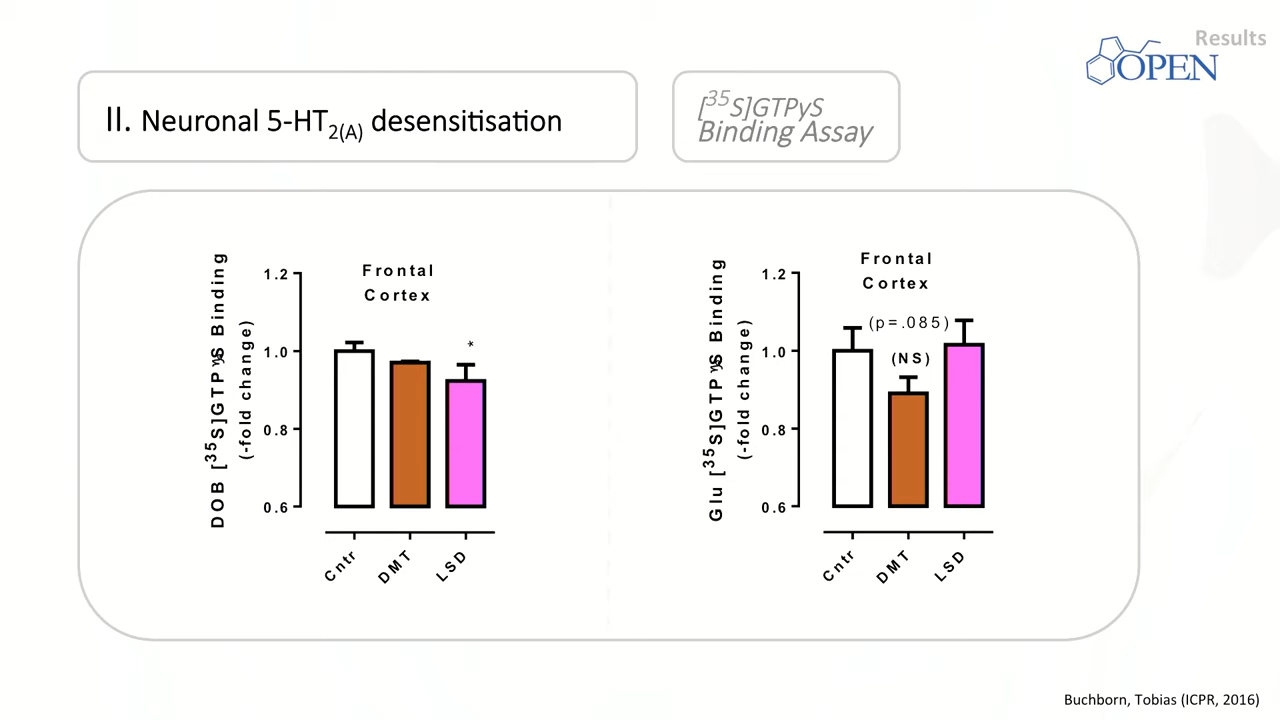 Results
OPEN
II. Neuronal 5-HT2(A) desensitisation
[35S]GTPγS
Binding Assay
DOB [35S]GTPγS Binding
(-fold change)
Frontal
Cortex
1.2
1.0
0.8
0.6
*
Cntr
DMT
LSD
Glu [35S]GTPγS Binding
(-fold change)
Frontal
Cortex
1.2
1.0
0.8
0.6
(p=.085)
(NS)
Cntr
DMT
LSD
Buchborn, Tobias (ICPR, 2016)